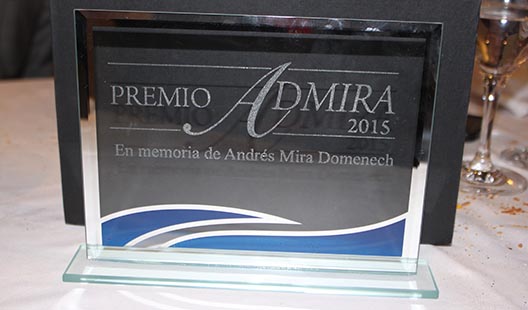 PREMIO ADMIRA
2015
En memoria de Andrés Mira Domenech